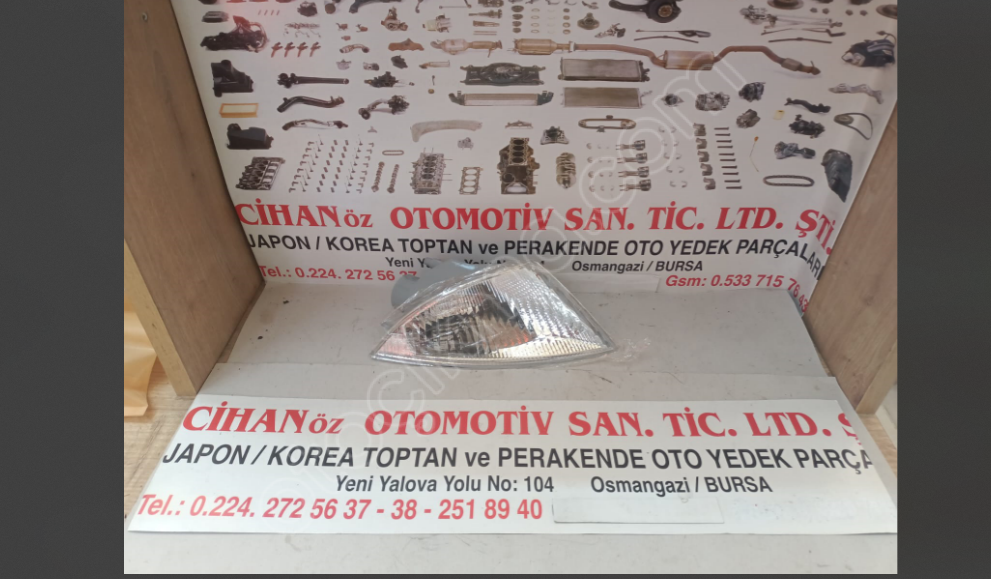 CİHANöz OTOMOTİV SAN. TİC. LTD. ŞTİ.
JAPON / KOREA TOPTAN ve PERAKENDE OTO YEDEK PARÇALARI
Yeni Yolu Osmangazi / BURSA
Tel.: 0.224. 272 56 37 Gsm: 0.533 715 76
CİHANöz OTOMOTİV SAN. TİC. LTD. Ş
JAPON / KOREA TOPTAN ve PERAKENDE OTO YEDEK PARÇA
Yeni Yalova Yolu No: 104 Osmangazi / BURSA
Tel.: 0.224. 272 56 37 - 38 - 251 89 40